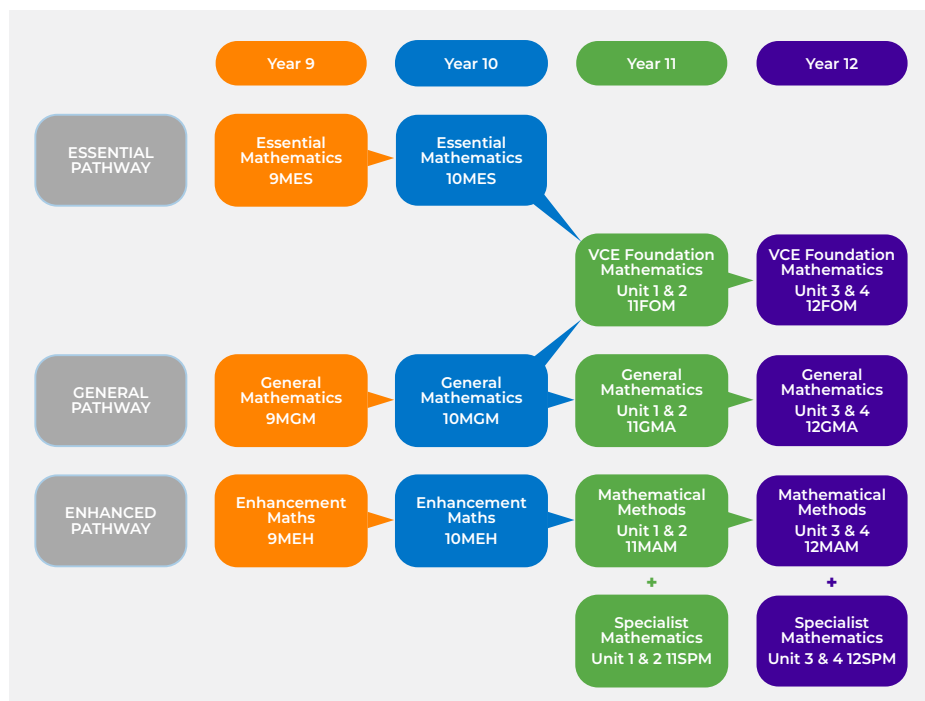 Year 9
Year 10
Year 11
Year 12
ESSENTIAL
PATHWAY
Essential
Mathematics
9MES
Essential
Mathematics
10MES
VCE Foundation
Mathematics
Unit 1 & 2
11FOM
VCE Foundation
Mathematics
Unit 3 & 4
12FOM
GENERAL
PATHWAY
General
Mathematics
9MGM
General
Mathematics
10MGM
General
Mathematics
Unit 1 & 2
11GMA
General
Mathematics
Unit 3 & 4
12GMA
ENHANCED
PATHWAY
Enhancement
Maths
9MEH
Enhancement
Maths
10MEH
Mathematical
Methods
Unit 1 & 2
11MAM
Mathematical
Methods
Unit 3 & 4
12MAM
+
+
Specialist
Mathematics
Unit 1 & 2 11SPM
Specialist
Mathematics
Unit 3 & 4 12SPM